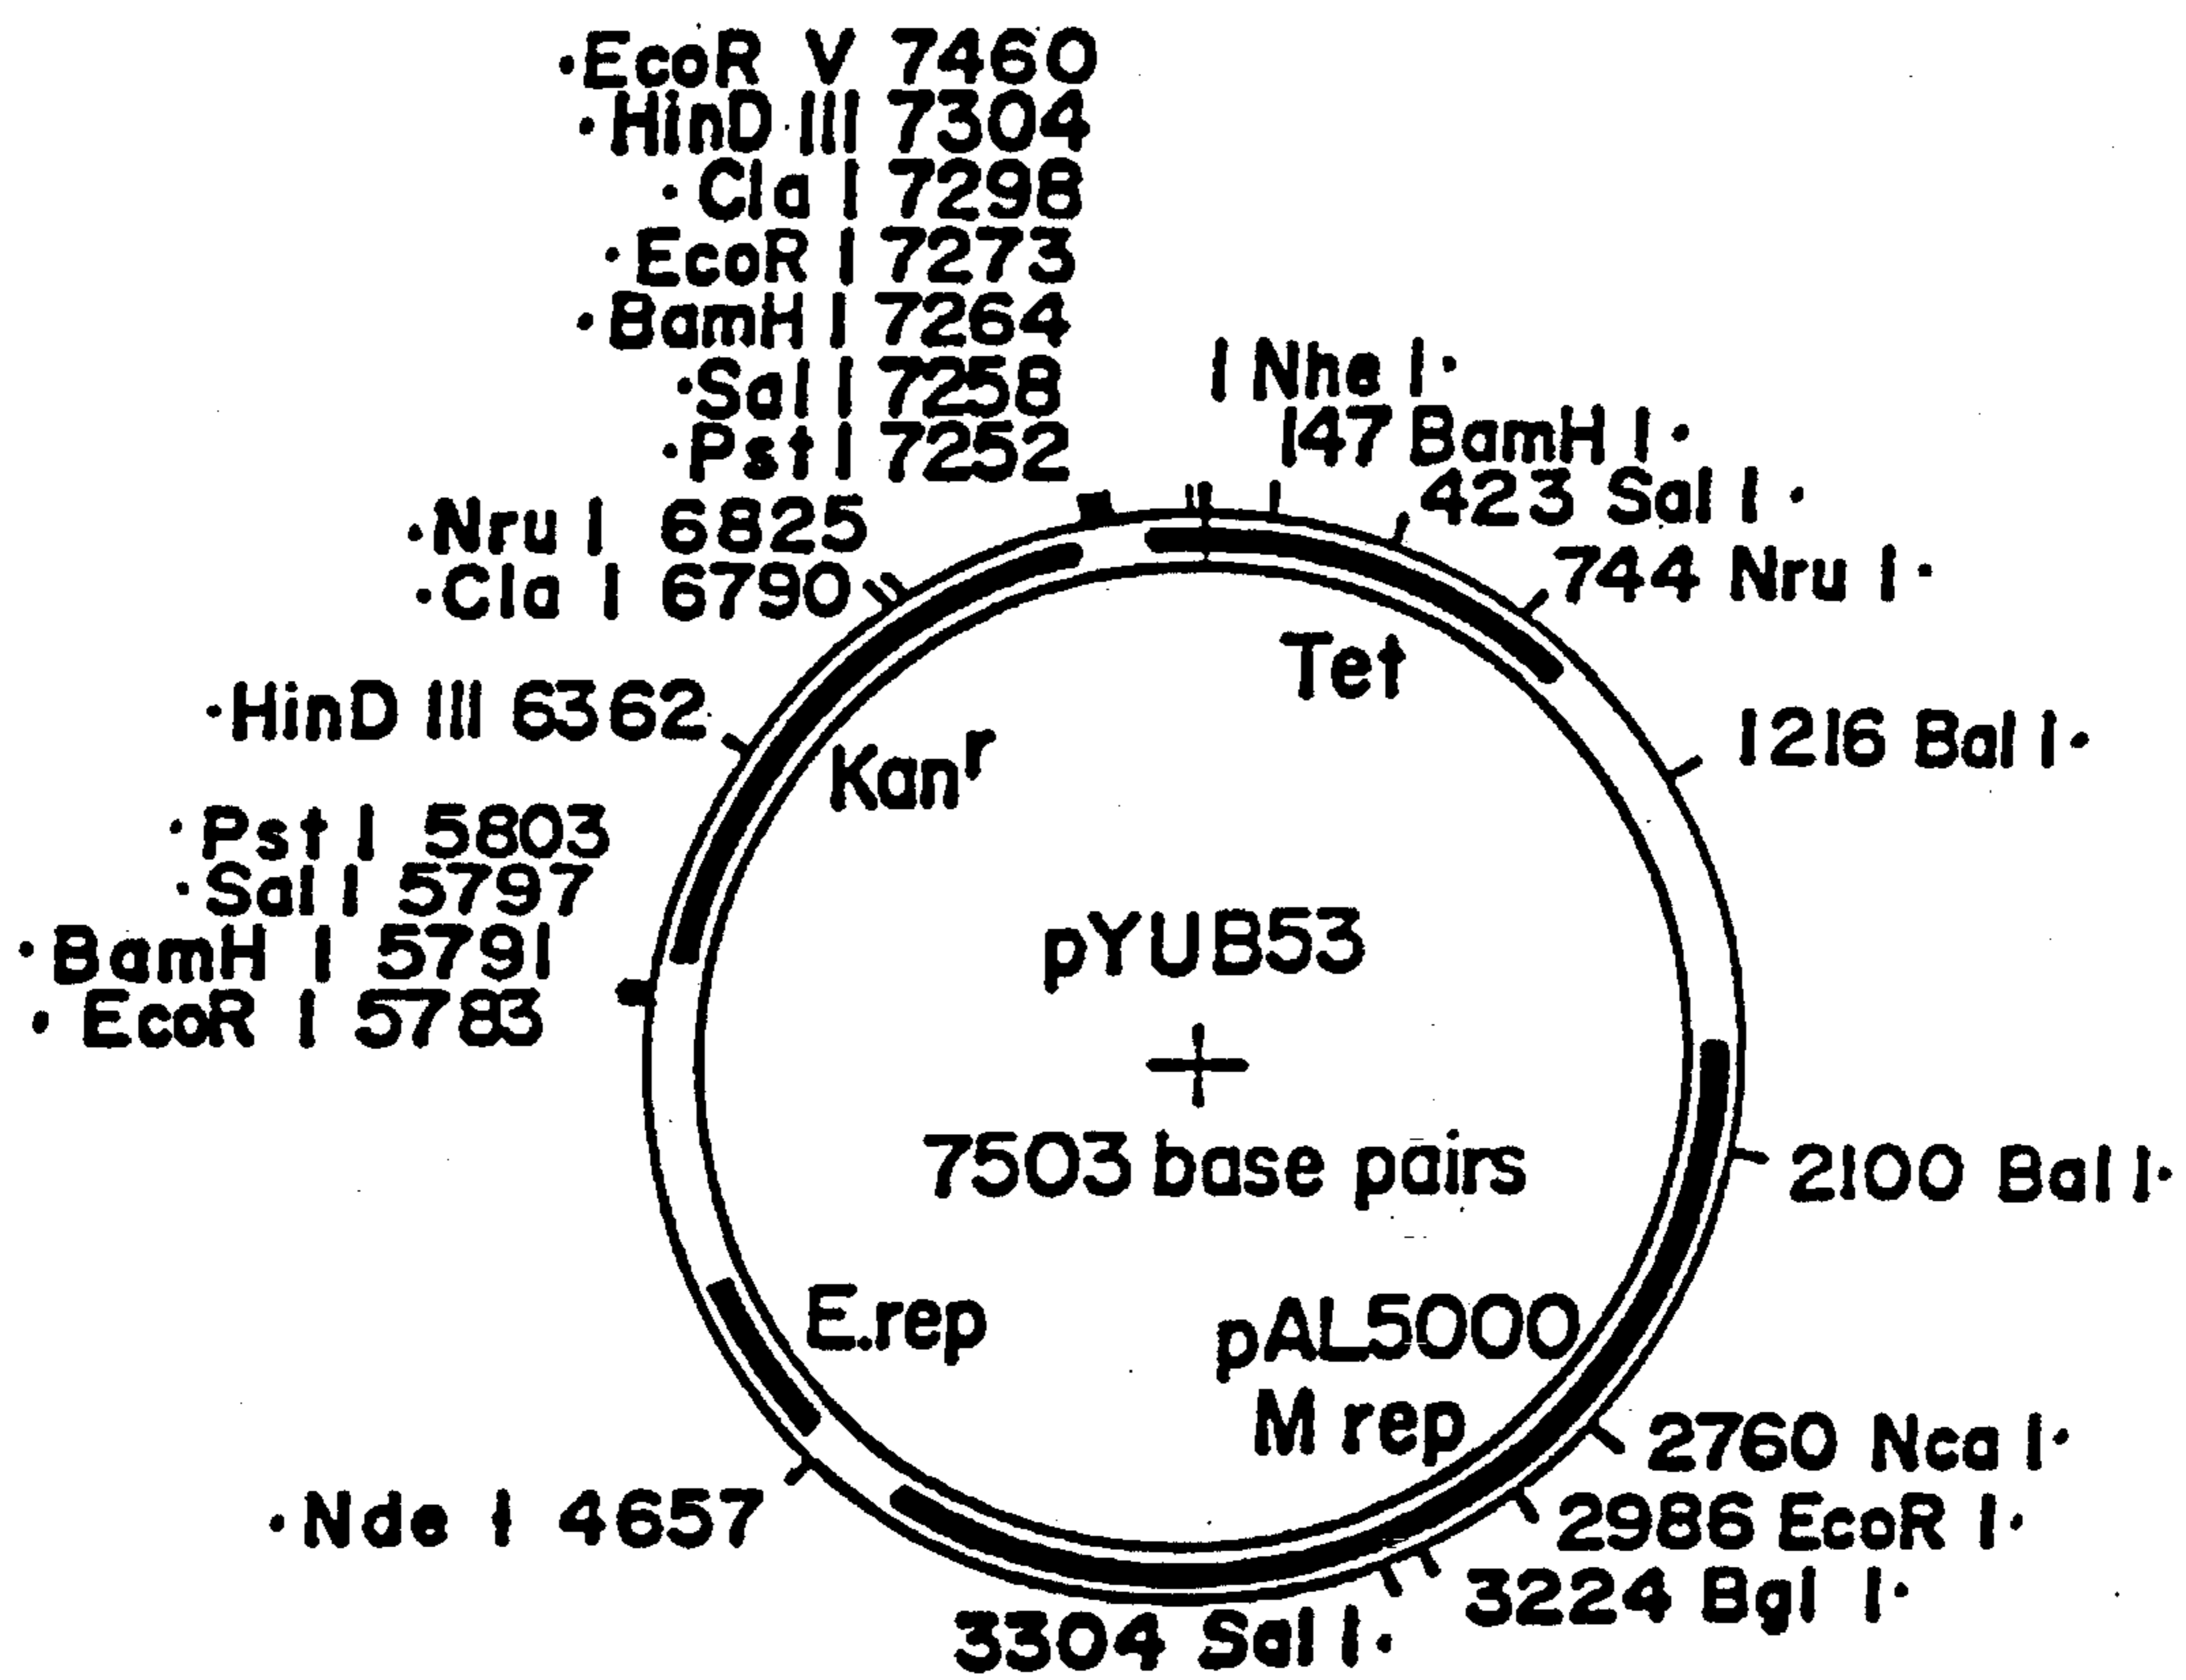 ·EcoR V 7460
·HinD III 7304
·Cla I 7298
·EcoR I 7273
·BamH I 7264
·Sal I 7258
·Pst I 7252
·Nru I 6825
·Cla I 6790
·HinD III 6362
·Pst I 5803
·Sal I 5797
·BamH I 5791
·EcoR I 5783
·Nde I 4657
1 Nhe I·
147 BamH I·
423 Sal I·
744 Nru I·
1216 Bal I·
2100 Bal I·
2760 Nca I·
2986 EcoR I·
3224 Bgl I·
3304 Sal I·
Tet
Kanʳ
pYUB53
7503 base pairs
E.rep
pAL5000
M rep